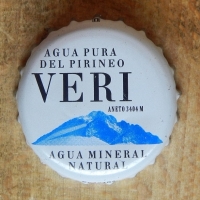 AGUA PURA
DEL PIRINEO
VERI
ANETO 3404 M
AGUA MINERAL
NATURAL